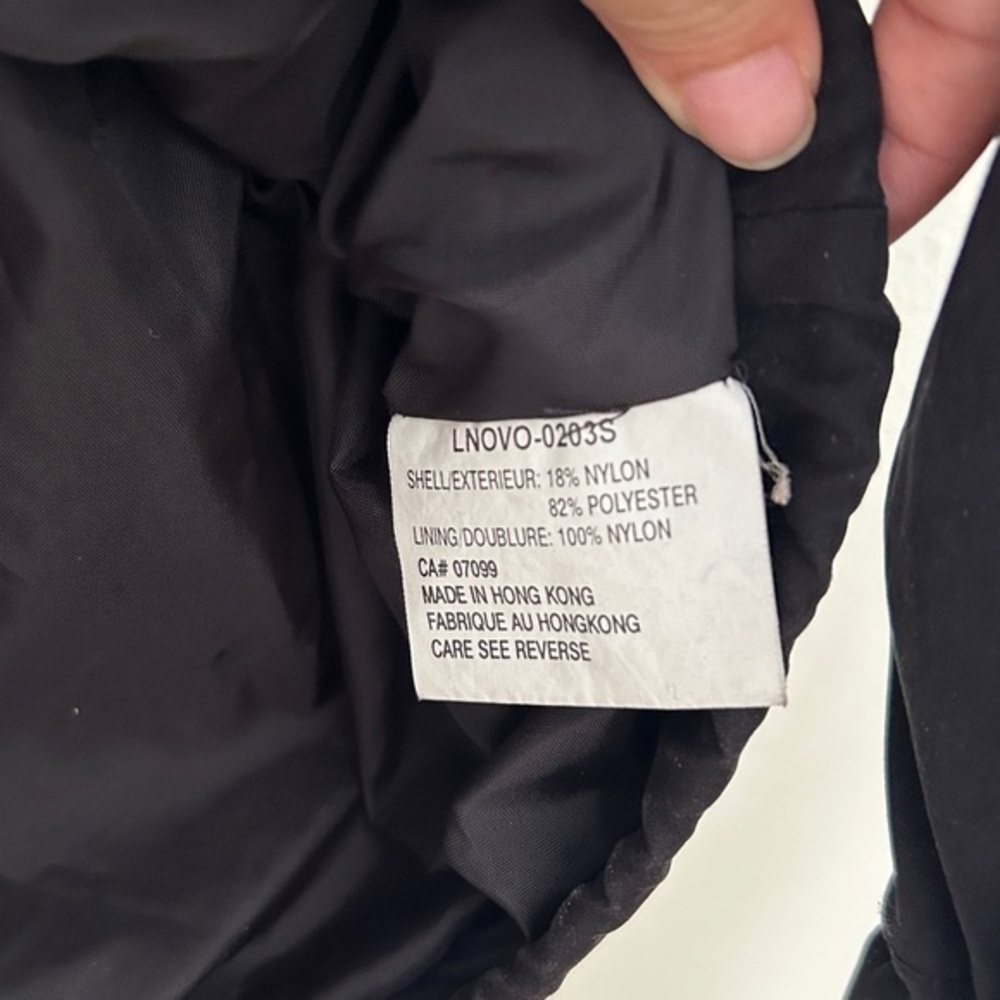 LNOVO-0203S
SHELL/EXTERIEUR: 18% NYLON
82% POLYESTER
LINING/DOUBLURE: 100% NYLON
CA# 07099
MADE IN HONG KONG
FABRIQUE AU HONGKONG
CARE SEE REVERSE